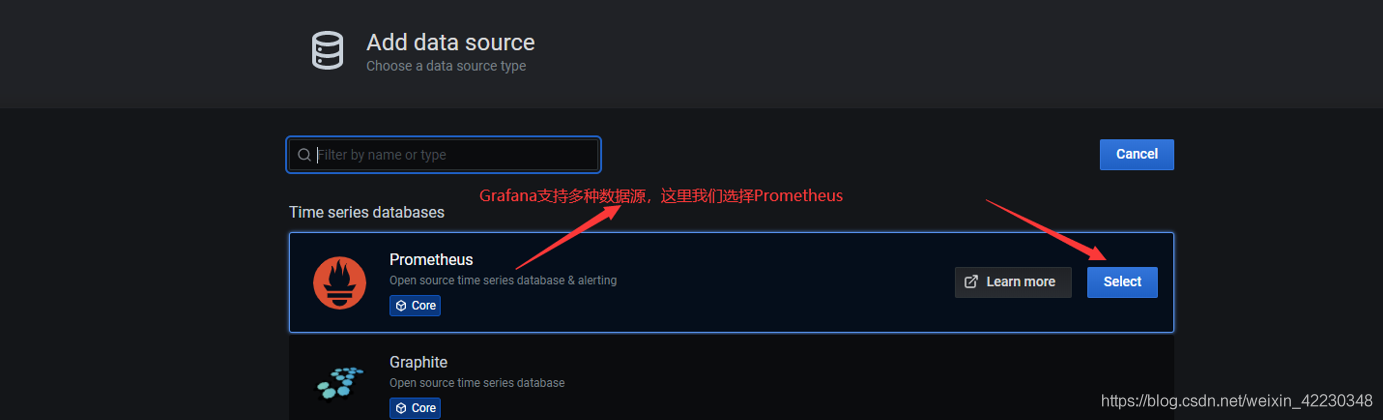 Add data source
Choose a data source type
Filter by name or type
Cancel
Grafana支持多种数据源，这里我们选择Prometheus
Time series databases
Prometheus
Open source time series database & alerting
Core
Learn more
Select
Graphite
Open source time series database
Core
https://blog.csdn.net/weixin_42230348